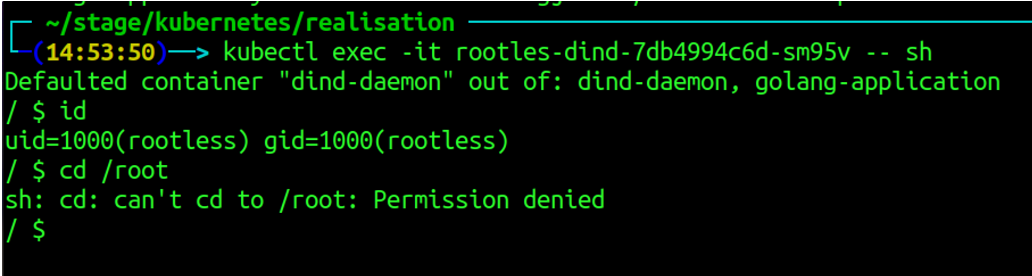 ~/stage/kubernetes/realisation
(14:53:50)—> kubectl exec -it rootles-dind-7db4994c6d-sm95v -- sh
Defaulted container "dind-daemon" out of: dind-daemon, golang-application
/ $ id
uid=1000(rootless) gid=1000(rootless)
/ $ cd /root
sh: cd: can't cd to /root: Permission denied
/ $